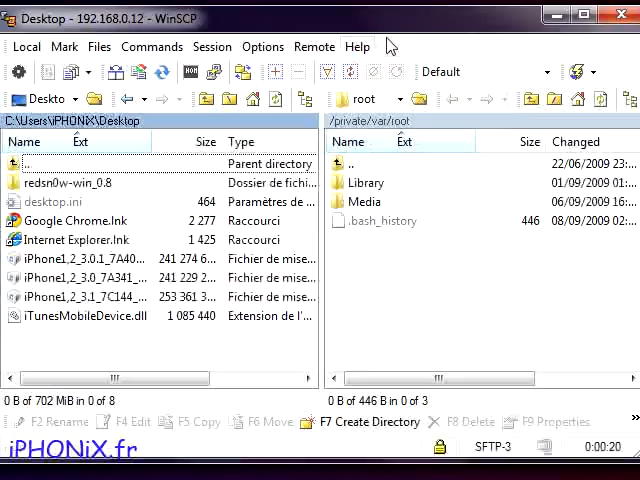 Desktop - 192.168.0.12 - WinSCP
Local Mark Files Commands Session Options Remote Help
Default
Deskto root
C:\Users\iPHONiX\Desktop /private/var/root
Name Ext Size Type Name Ext Size Changed
.. Parent directory .. 22/06/2009 23:...
redsn0w-win_0.8 Dossier de fichi... Library 01/09/2009 01:...
desktop.ini 464 Paramètres de ... Media 06/09/2009 16:...
Google Chrome.lnk 2 277 Raccourci .bash_history 446 08/09/2009 02:...
Internet Explorer.lnk 1 425 Raccourci
iPhone1,2_3.0.1_7A40... 241 274 6... Fichier de mise...
iPhone1,2_3.0_7A341_... 241 229 2... Fichier de mise...
iPhone1,2_3.1_7C144_... 253 361 3... Fichier de mise...
iTunesMobileDevice.dll 1 085 440 Extension de l'...
0 B of 702 MiB in 0 of 8 0 B of 446 B in 0 of 3
F2 Rename F4 Edit F5 Copy F6 Move F7 Create Directory F8 Delete F9 Properties
iPHONiX.fr SFTP-3 0:00:20